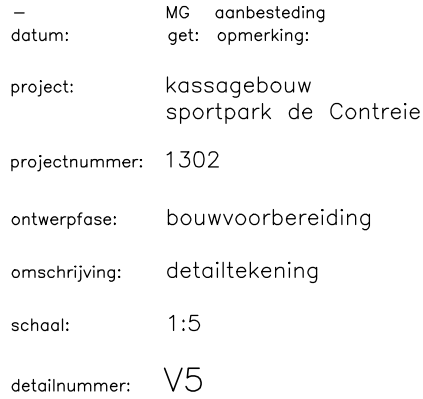 – MG aanbesteding
datum: get: opmerking:
project: kassagebouw
sportpark de Contreie
projectnummer: 1302
ontwerpfase: bouwvoorbereiding
omschrijving: detailtekening
schaal: 1:5
detailnummer: V5